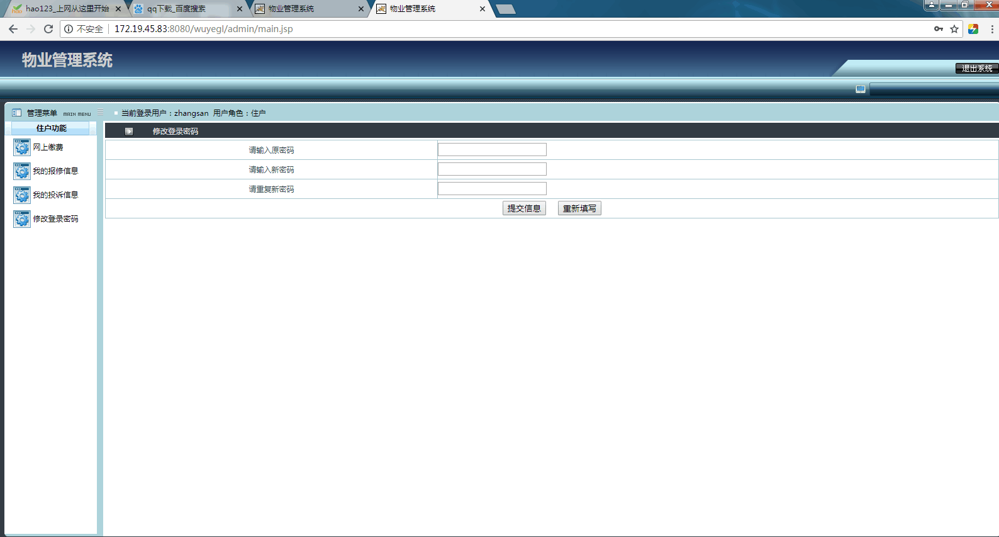 hao123_上网从这里开始
qq下载_百度搜索
物业管理系统
物业管理系统
不安全
172.19.45.83:8080/wuyegl/admin/main.jsp
物业管理系统
退出系统
管理菜单 MAIN MENU
当前登录用户：zhangsan 用户角色：住户
住户功能
修改登录密码
网上缴费
我的报修信息
我的投诉信息
修改登录密码
请输入原密码
请输入新密码
请重复新密码
提交信息 重新填写